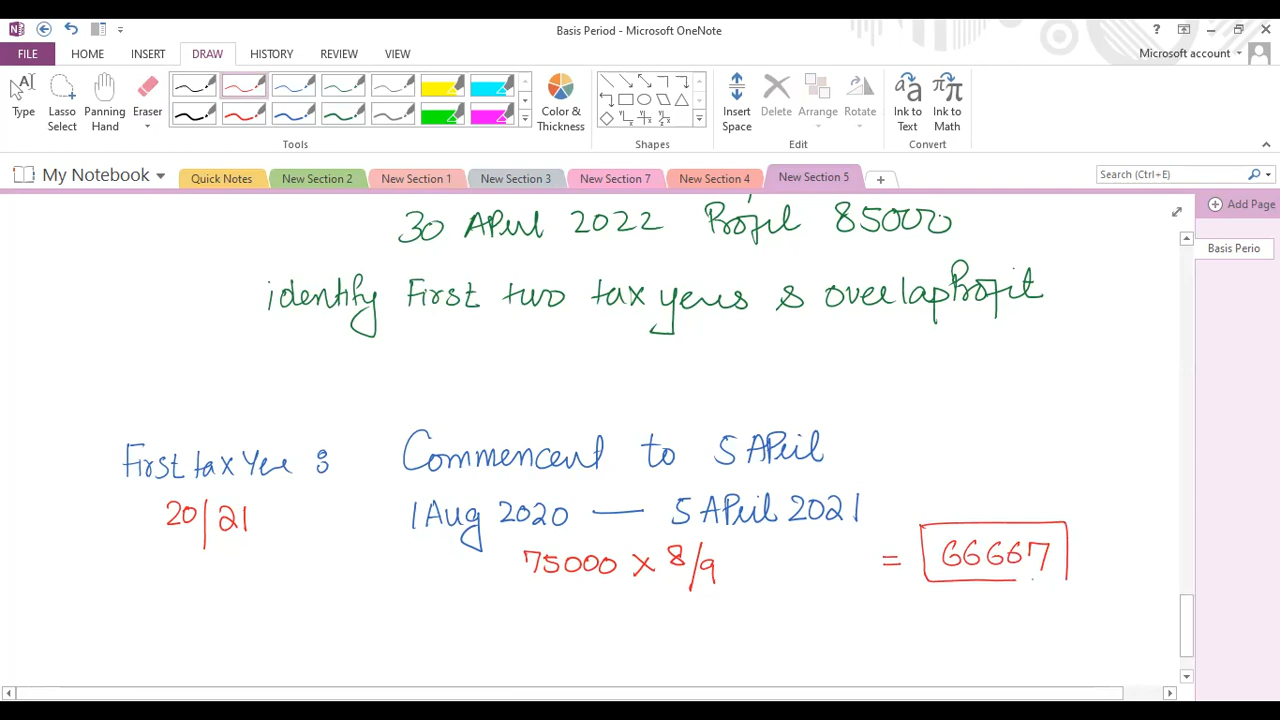 Basis Period - Microsoft OneNote
?
FILE HOME INSERT DRAW HISTORY REVIEW VIEW
Microsoft account
Type
Lasso Select
Panning Hand
Eraser
Color & Thickness
Insert Space
Delete
Arrange
Rotate
Ink to Text
Ink to Math
Tools
Shapes
Edit
Convert
My Notebook
Quick Notes
New Section 2
New Section 1
New Section 3
New Section 7
New Section 4
New Section 5
Search (Ctrl+E)
Add Page
Basis Perio
30 APril 2022 Profit 85000
identify First two tax years & overlap Profit
First tax Year : Commencent to 5 APril
20/21 1 Aug 2020 — 5 APril 2021
75000 x 8/9 = 66667